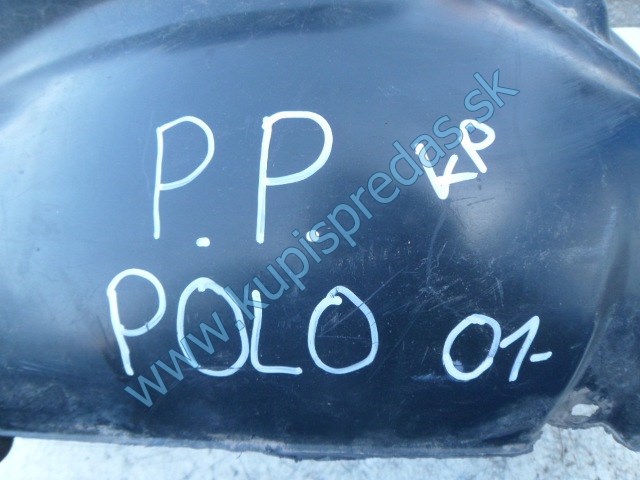 P.P. KP
POLO 01-
www.kupispredas.sk